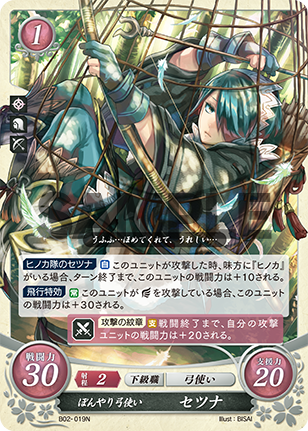 1
うふふ…ほめてくれて、うれしい…
ヒノカ隊のセツナ 自 このユニットが攻撃した時、味方に『ヒノカ』
がいる場合、ターン終了まで、このユニットの戦闘力は+10される。
飛行特効 常 このユニットが を攻撃している場合、このユニット
の戦闘力は+30される。
攻撃の紋章 支 戦闘終了まで、自分の攻撃
ユニットの戦闘力は+20される。
戦闘力
30
射程 2 下級職 弓使い
支援力
20
ぼんやり弓使い セツナ
B02-019N Illust:BISAI